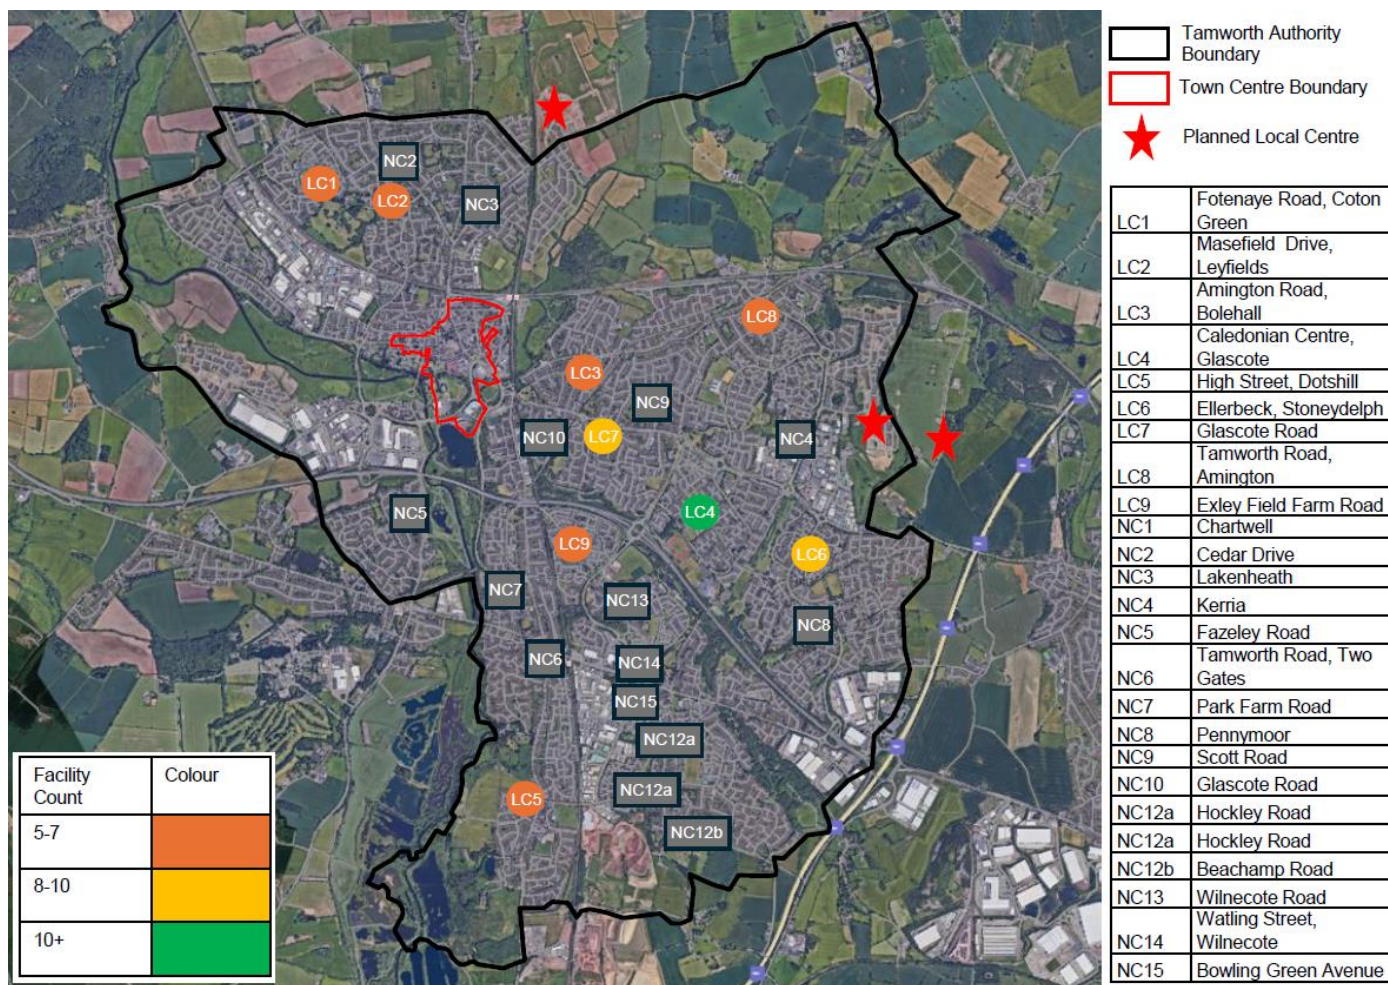 Tamworth Authority
Boundary
Town Centre Boundary
Planned Local Centre
NC2
LC1
LC2
NC3
LC8
LC3
NC9
NC10
LC7
NC4
NC5
LC4
LC9
LC6
NC7
NC13
NC8
NC6
NC14
NC15
NC12a
NC12a
LC5
NC12b
Facility Colour
Count
5-7
8-10
10+
LC1 Fotenaye Road, Coton
Green
LC2 Masefield Drive,
Leyfields
LC3 Amington Road,
Bolehall
LC4 Caledonian Centre,
Glascote
LC5 High Street, Dotshill
LC6 Ellerbeck, Stoneydelph
LC7 Glascote Road
LC8 Tamworth Road,
Amington
LC9 Exley Field Farm Road
NC1 Chartwell
NC2 Cedar Drive
NC3 Lakenheath
NC4 Kerria
NC5 Fazeley Road
NC6 Tamworth Road, Two
Gates
NC7 Park Farm Road
NC8 Pennymoor
NC9 Scott Road
NC10 Glascote Road
NC12a Hockley Road
NC12a Hockley Road
NC12b Beachamp Road
NC13 Wilnecote Road
NC14 Watling Street,
Wilnecote
NC15 Bowling Green Avenue